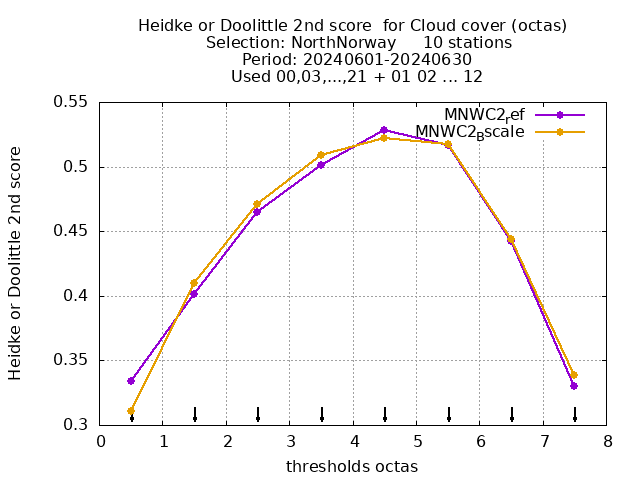 Heidke or Doolittle 2nd score  for Cloud cover (octas)
Selection: NorthNorway     10 stations
Period: 20240601-20240630
Used 00,03,...,21 + 01 02 ... 12
MNWC2ref
MNWC2Bscale
Heidke or Doolittle 2nd score
0.55
0.5
0.45
0.4
0.35
0.3
0 1 2 3 4 5 6 7 8
thresholds octas